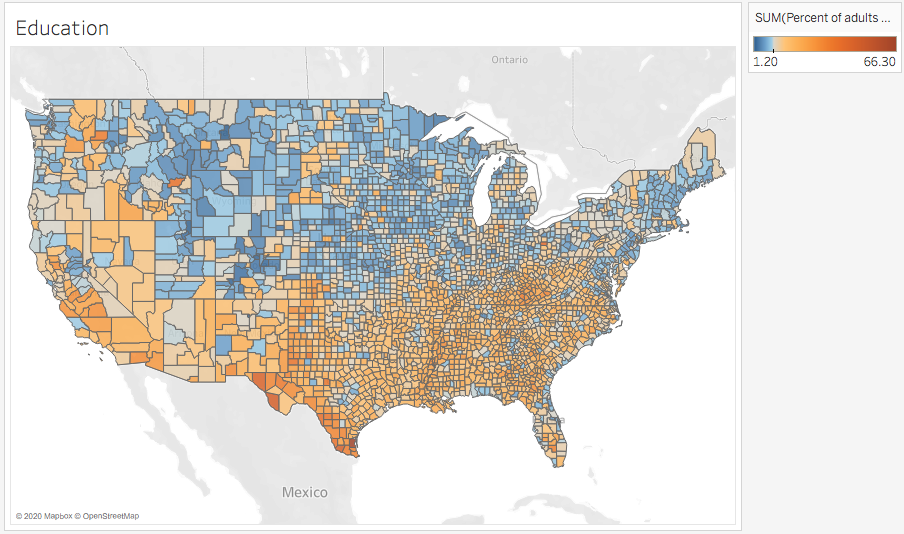 Education
SUM(Percent of adults ...
1.20
66.30
Ontario
Mexico
© 2020 Mapbox © OpenStreetMap